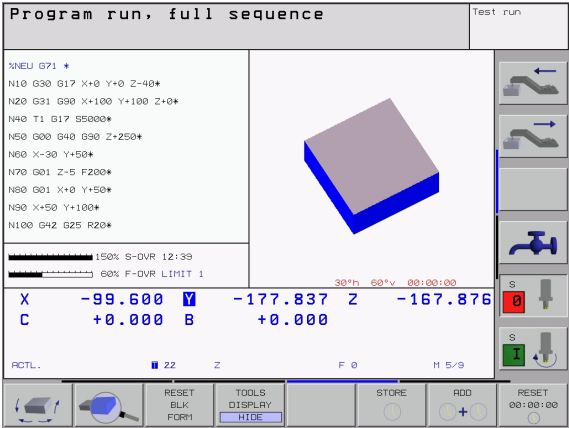 Program run, full sequence
Test run
%NEU G71 *
N10 G30 G17 X+0 Y+0 Z-40*
N20 G31 G90 X+100 Y+100 Z+0*
N40 T1 G17 S5000*
N50 G00 G40 G90 Z+250*
N60 X-30 Y+50*
N70 G01 Z-5 F200*
N80 G01 X+0 Y+50*
N90 X+50 Y+100*
N100 G42 G25 R20*
150% S-OVR 12:39
60% F-OVR LIMIT 1
30°h 60°v 00:00:00
X -99.600 Y -177.837 Z -167.876
C +0.000 B +0.000
ACTL. T 22 Z F 0 M 5/9
S
0
S
I
RESET
BLK
FORM
TOOLS
DISPLAY
HIDE
STORE
ADD
+
RESET
00:00:00